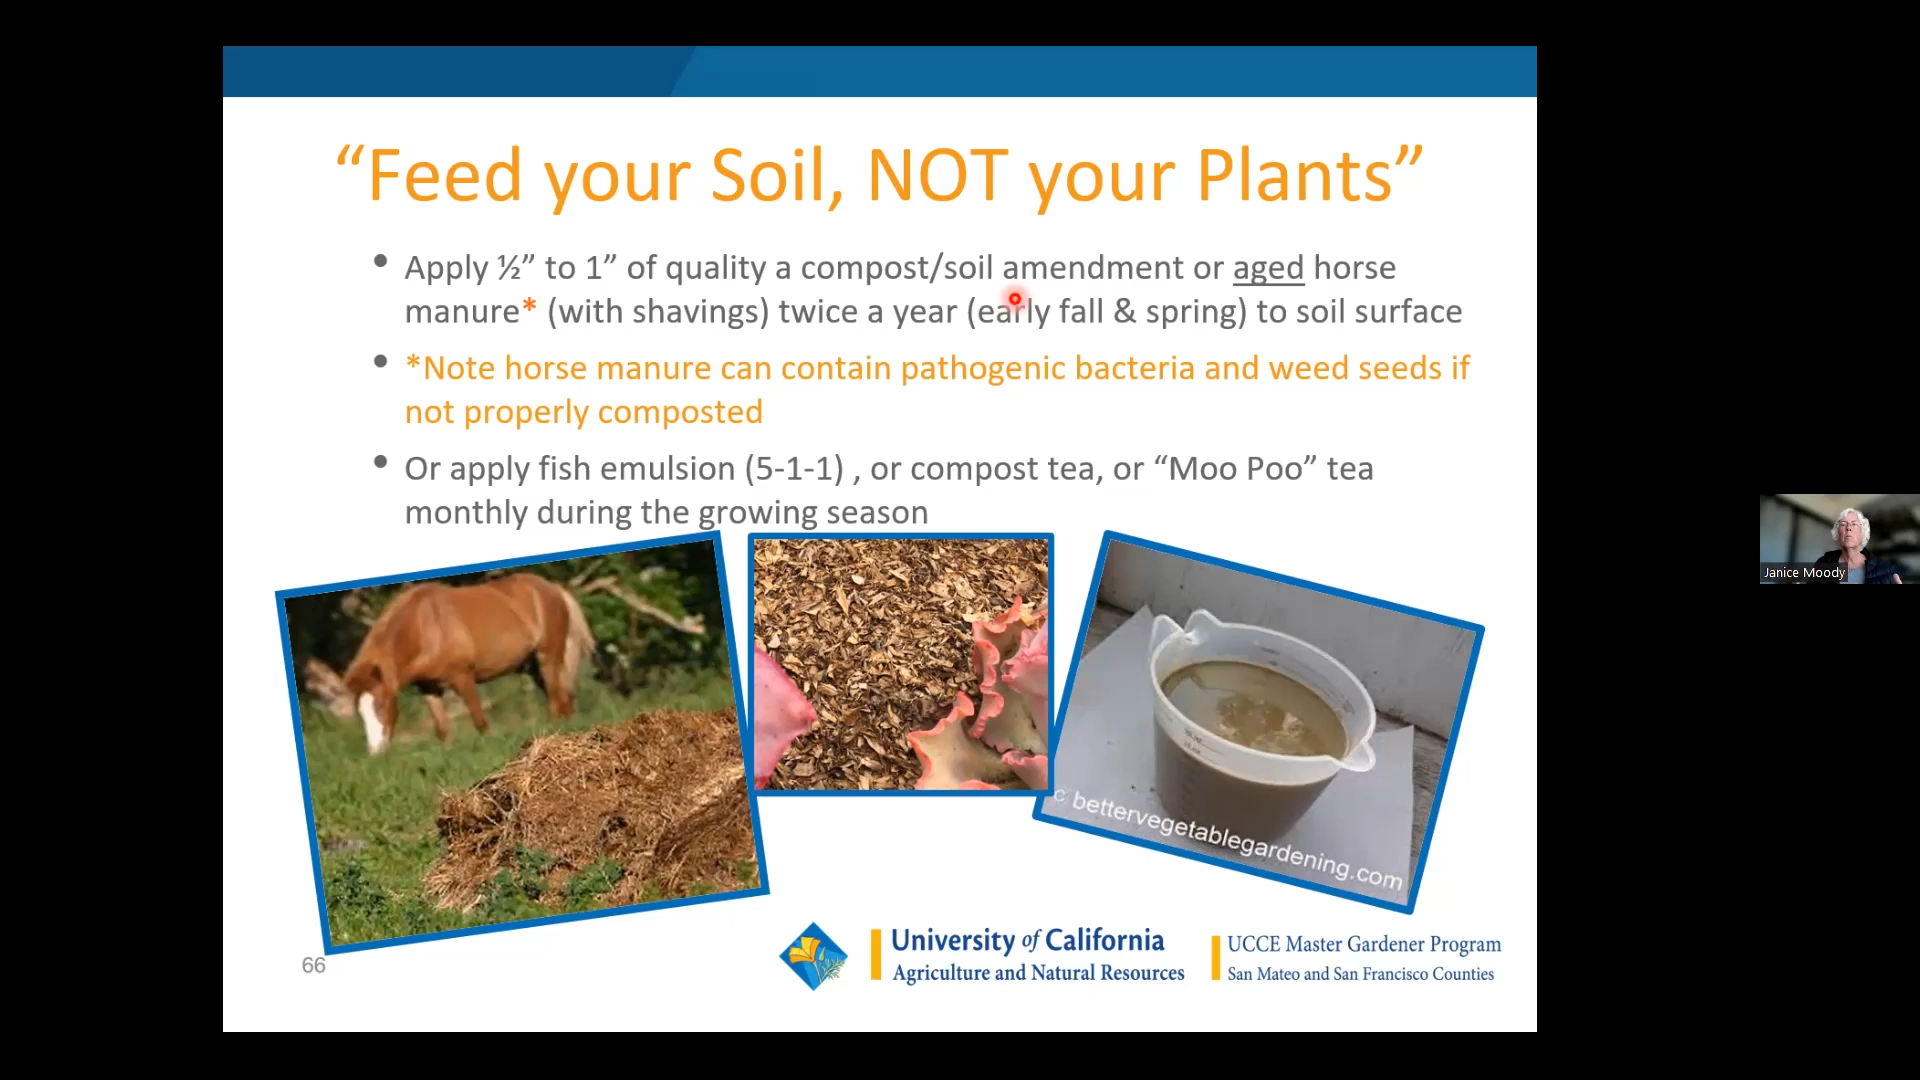 “Feed your Soil, NOT your Plants”
• Apply ½” to 1” of quality a compost/soil amendment or aged horse
manure* (with shavings) twice a year (early fall & spring) to soil surface
• *Note horse manure can contain pathogenic bacteria and weed seeds if
not properly composted
• Or apply fish emulsion (5-1-1) , or compost tea, or “Moo Poo” tea
monthly during the growing season
© bettervegetablegardening.com
Janice Moody
66
University of California
Agriculture and Natural Resources
UCCE Master Gardener Program
San Mateo and San Francisco Counties